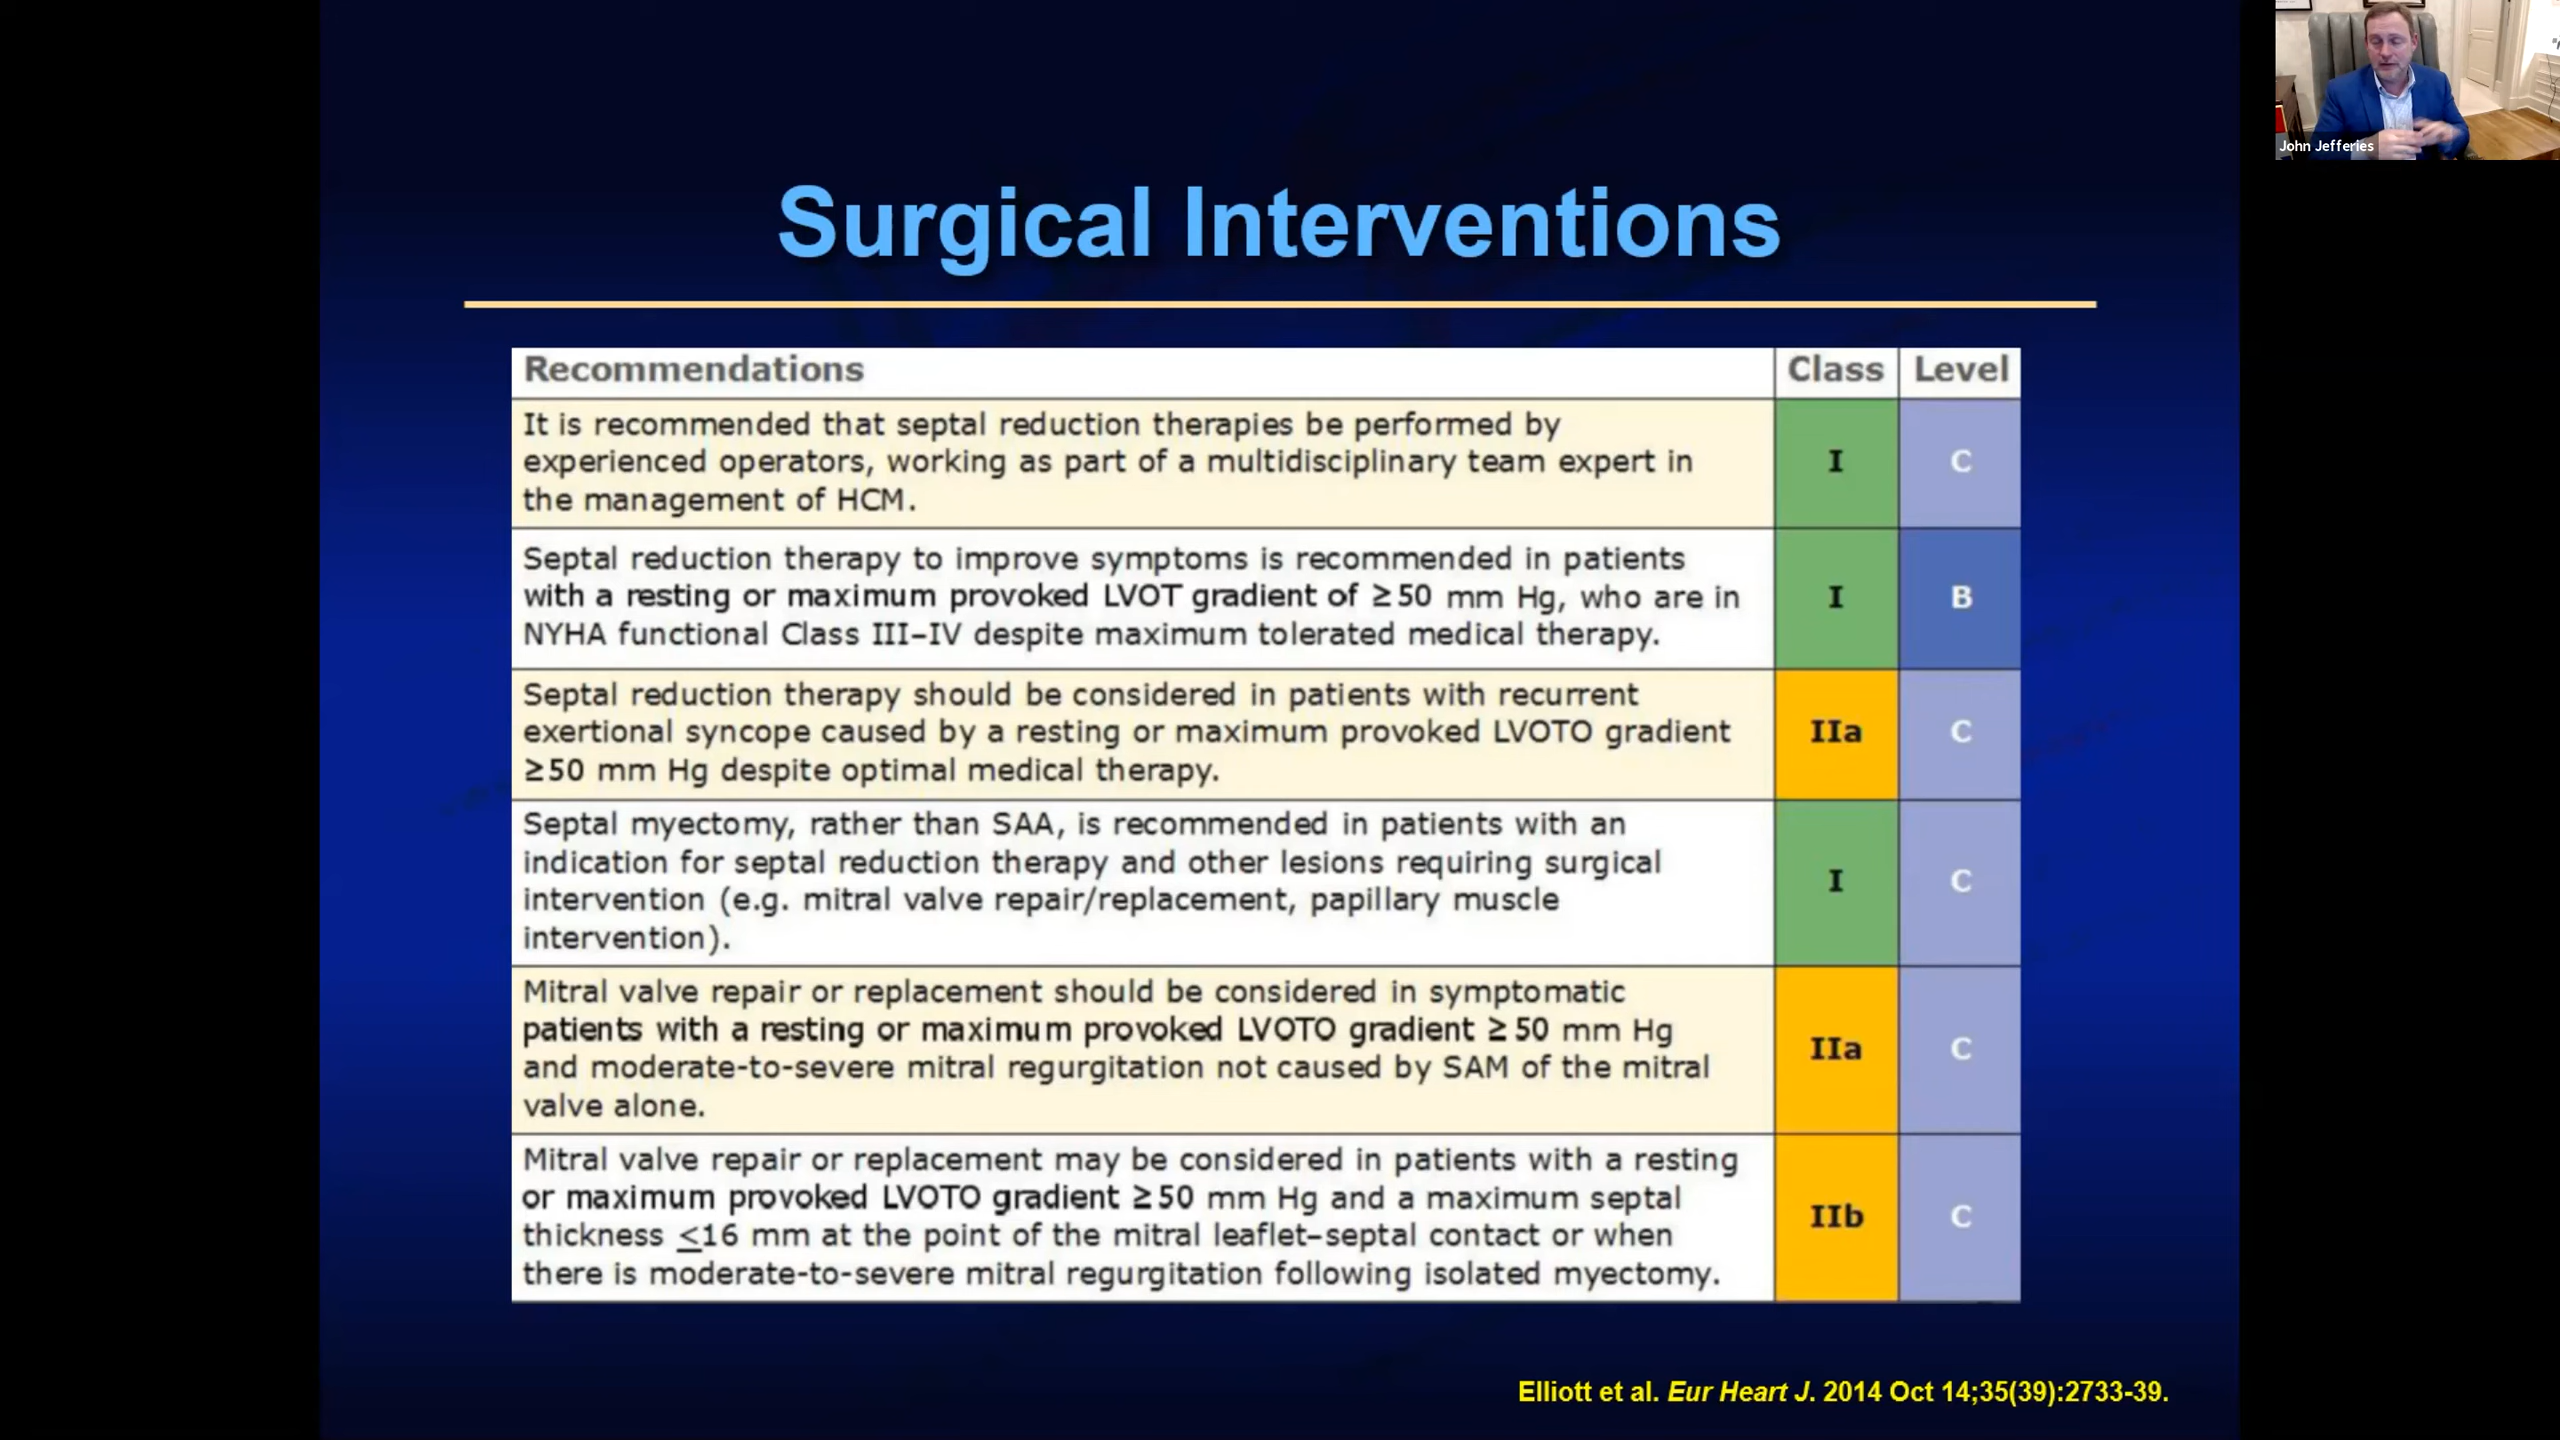 John Jefferies
Surgical Interventions
Recommendations Class Level
It is recommended that septal reduction therapies be performed by
experienced operators, working as part of a multidisciplinary team expert in
the management of HCM.
I C
Septal reduction therapy to improve symptoms is recommended in patients
with a resting or maximum provoked LVOT gradient of ≥50 mm Hg, who are in
NYHA functional Class III–IV despite maximum tolerated medical therapy.
I B
Septal reduction therapy should be considered in patients with recurrent
exertional syncope caused by a resting or maximum provoked LVOTO gradient
≥50 mm Hg despite optimal medical therapy.
IIa C
Septal myectomy, rather than SAA, is recommended in patients with an
indication for septal reduction therapy and other lesions requiring surgical
intervention (e.g. mitral valve repair/replacement, papillary muscle
intervention).
I C
Mitral valve repair or replacement should be considered in symptomatic
patients with a resting or maximum provoked LVOTO gradient ≥ 50 mm Hg
and moderate-to-severe mitral regurgitation not caused by SAM of the mitral
valve alone.
IIa C
Mitral valve repair or replacement may be considered in patients with a resting
or maximum provoked LVOTO gradient ≥50 mm Hg and a maximum septal
thickness ≤16 mm at the point of the mitral leaflet–septal contact or when
there is moderate-to-severe mitral regurgitation following isolated myectomy.
IIb C
Elliott et al. Eur Heart J. 2014 Oct 14;35(39):2733-39.